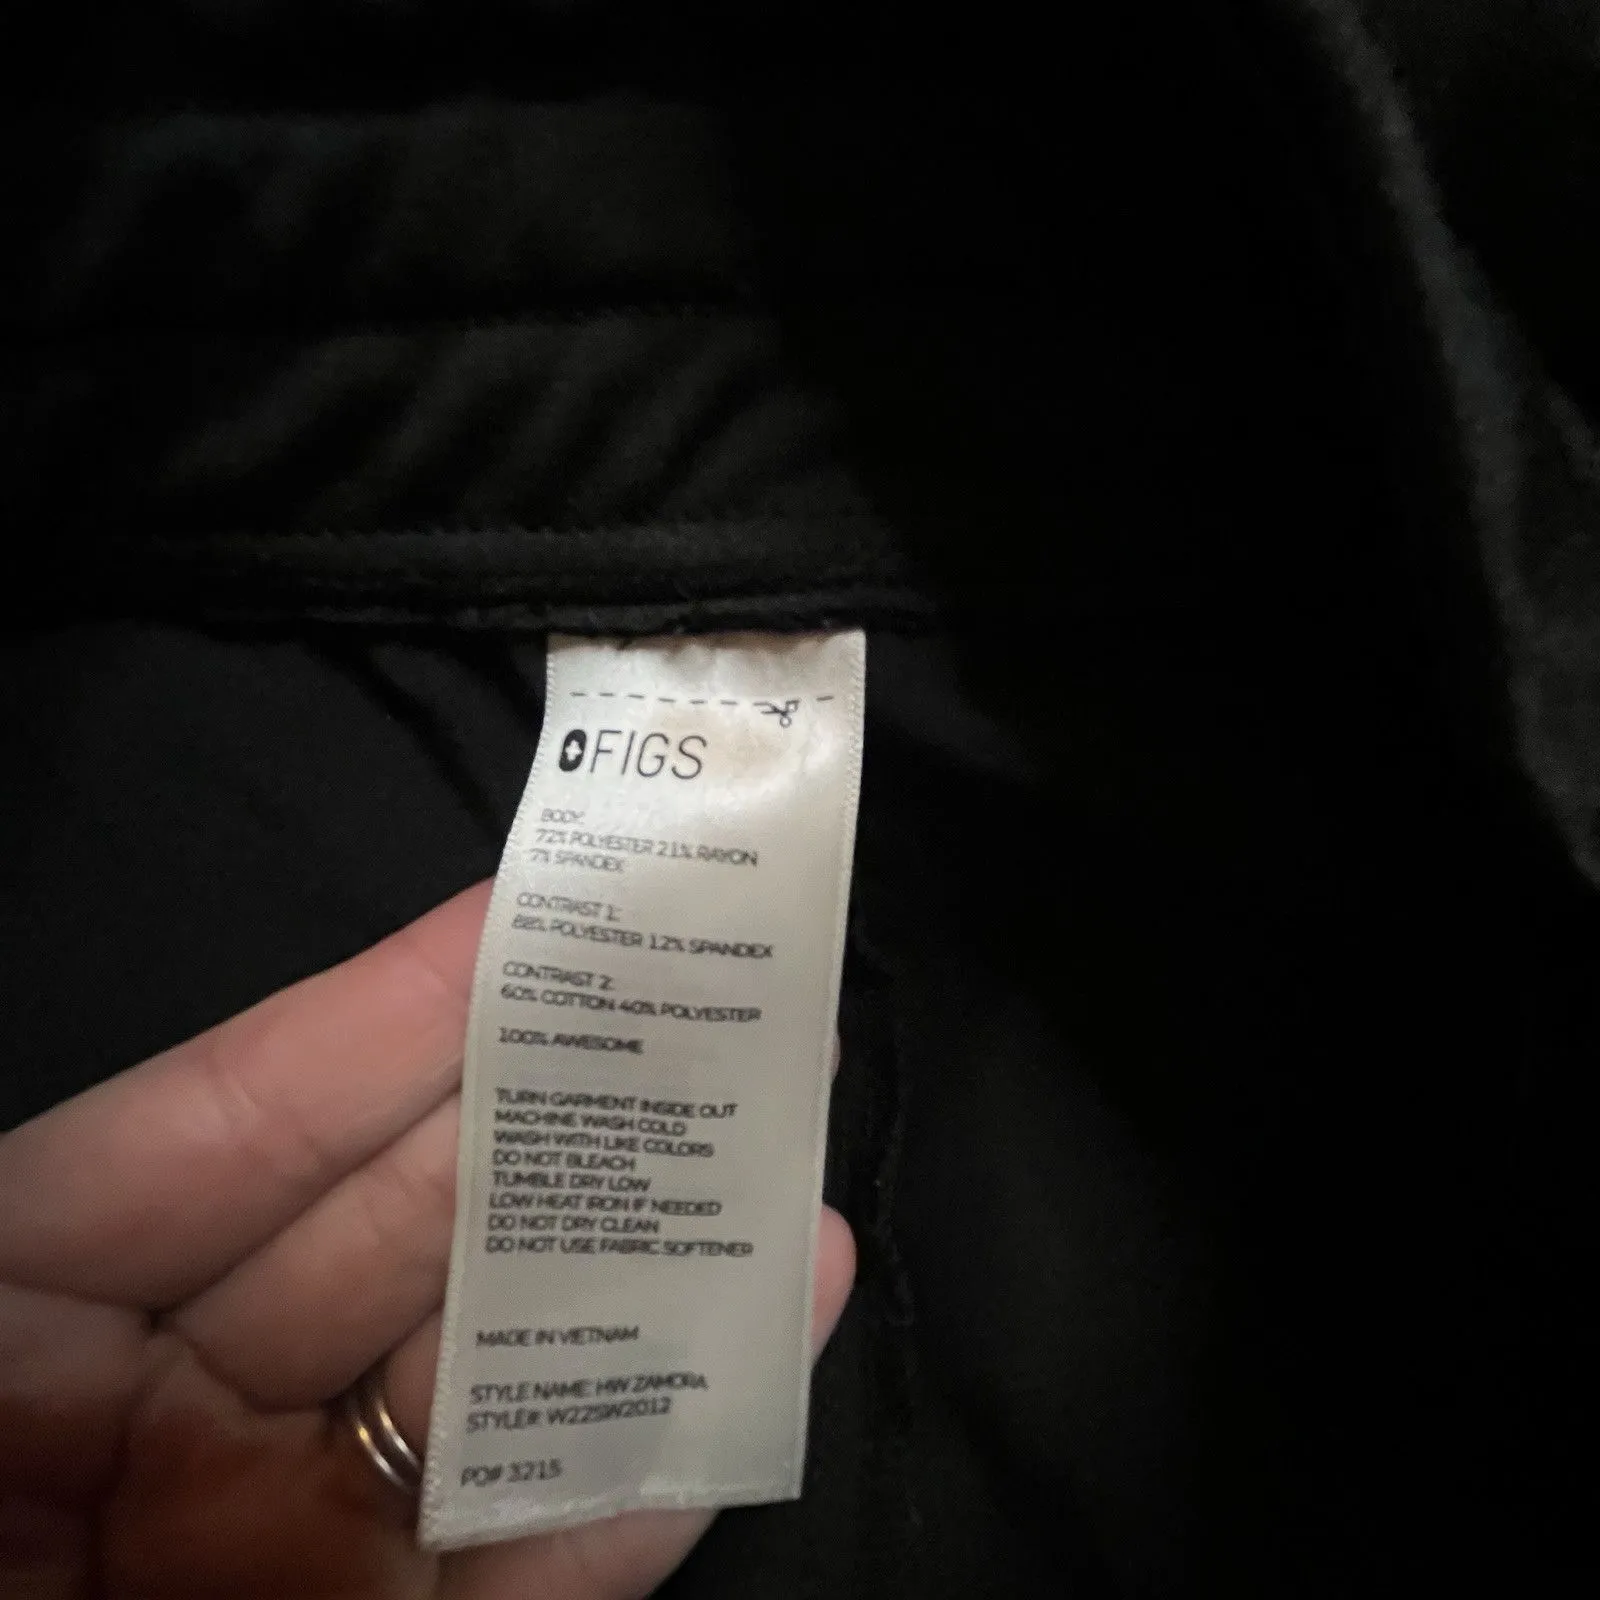 FIGS
BODY:
72% POLYESTER 21% RAYON
7% SPANDEX
CONTRAST 1:
88% POLYESTER 12% SPANDEX
CONTRAST 2:
60% COTTON 40% POLYESTER
100% AWESOME
TURN GARMENT INSIDE OUT
MACHINE WASH COLD
WASH WITH LIKE COLORS
DO NOT BLEACH
TUMBLE DRY LOW
LOW HEAT IRON IF NEEDED
DO NOT DRY CLEAN
DO NOT USE FABRIC SOFTENER
MADE IN VIETNAM
STYLE NAME: HW ZAMORA
STYLE#: W22SW2012
PO# 3215